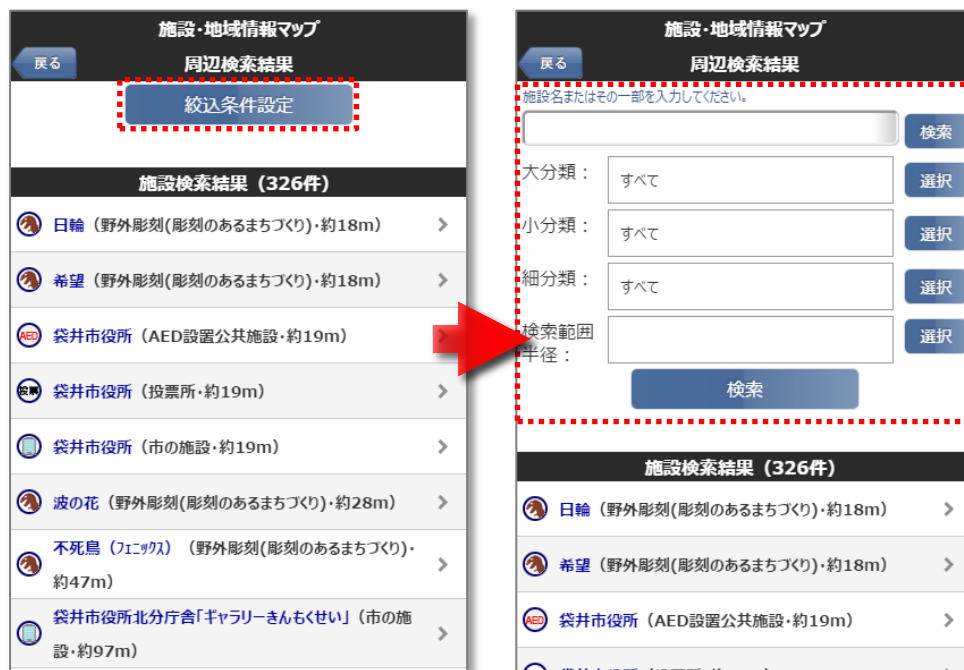 施設・地域情報マップ
戻る
周辺検索結果
絞込条件設定
施設検索結果（326件）
日輪（野外彫刻(彫刻のあるまちづくり)・約18m）
希望（野外彫刻(彫刻のあるまちづくり)・約18m）
AED
袋井市役所（AED設置公共施設・約19m）
投票
袋井市役所（投票所・約19m）
袋井市役所（市の施設・約19m）
波の花（野外彫刻(彫刻のあるまちづくり)・約28m）
不死鳥（フェニックス）（野外彫刻(彫刻のあるまちづくり)・
約47m）
袋井市役所北分庁舎「ギャラリーきんもくせい」（市の施
設・約97m）
施設・地域情報マップ
戻る
周辺検索結果
施設名またはその一部を入力してください。
検索
大分類：
すべて
選択
小分類：
すべて
選択
細分類：
すべて
選択
検索範囲
半径：
選択
検索
施設検索結果（326件）
日輪（野外彫刻(彫刻のあるまちづくり)・約18m）
希望（野外彫刻(彫刻のあるまちづくり)・約18m）
AED
袋井市役所（AED設置公共施設・約19m）